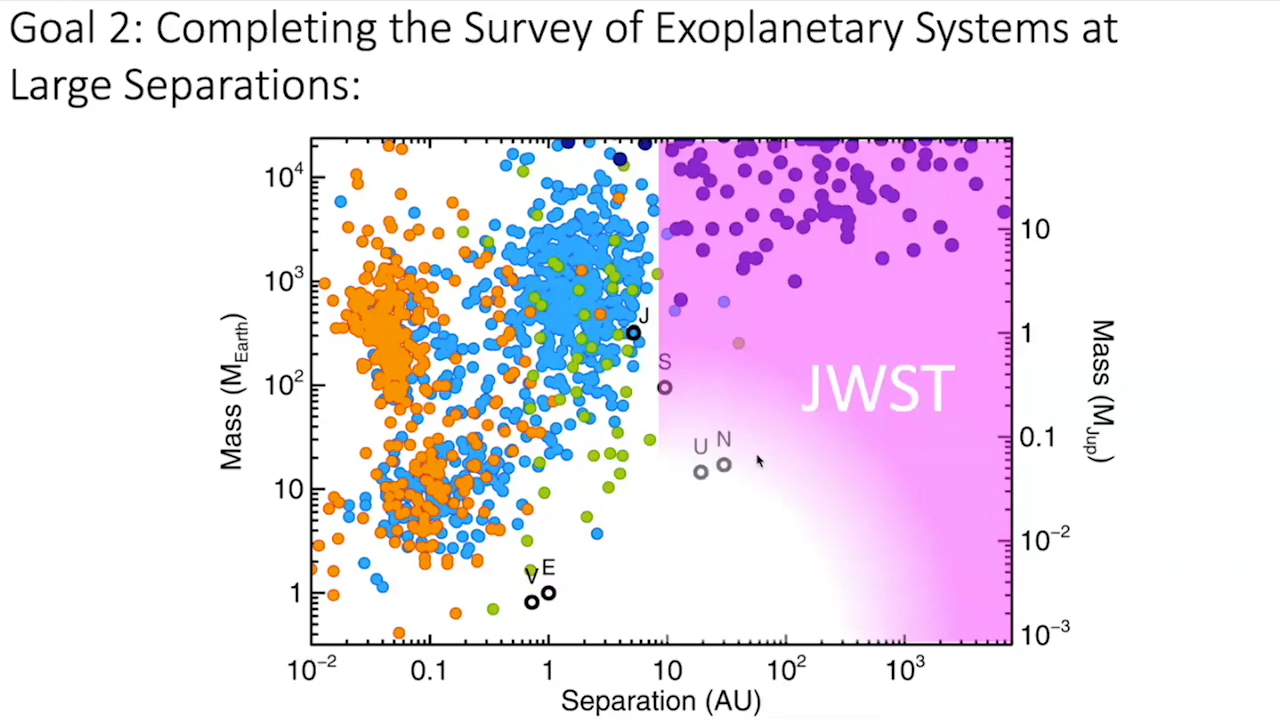 Goal 2: Completing the Survey of Exoplanetary Systems at
Large Separations:
10⁴
10³
10²
10
1
Mass (M_Earth)
10
1
0.1
10⁻²
10⁻³
Mass (M_Jup)
J
S
U N
V E
JWST
10⁻² 0.1 1 10 10² 10³
Separation (AU)